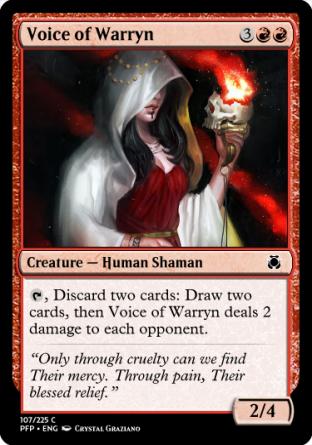 Voice of Warryn 3
Creature — Human Shaman
, Discard two cards: Draw two
cards, then Voice of Warryn deals 2
damage to each opponent.
“Only through cruelty can we find
Their mercy. Through pain, Their
blessed relief.”
2/4
107/225 C
PFP • ENG Crystal Graziano